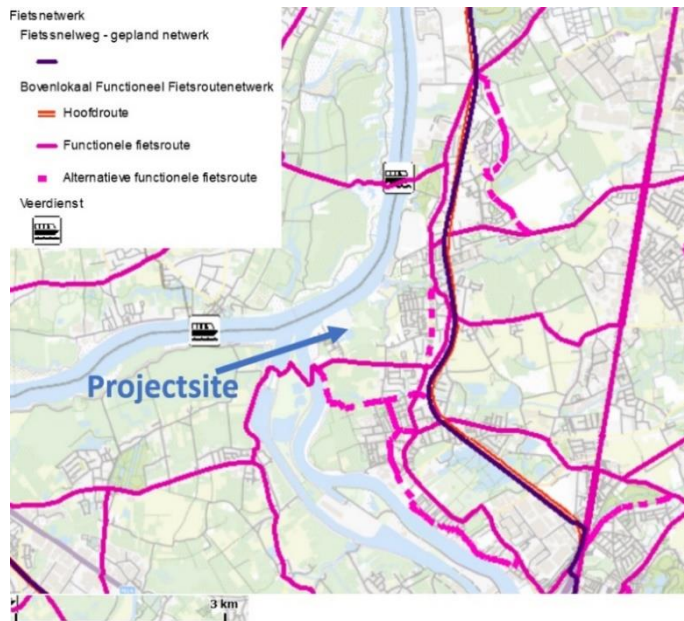 Fietsnetwerk
Fietssnelweg - gepland netwerk
Bovenlokaal Functioneel Fietsroutenetwerk
Hoofdroute
Functionele fietsroute
Alternatieve functionele fietsroute
Veerdienst
Projectsite
3 km